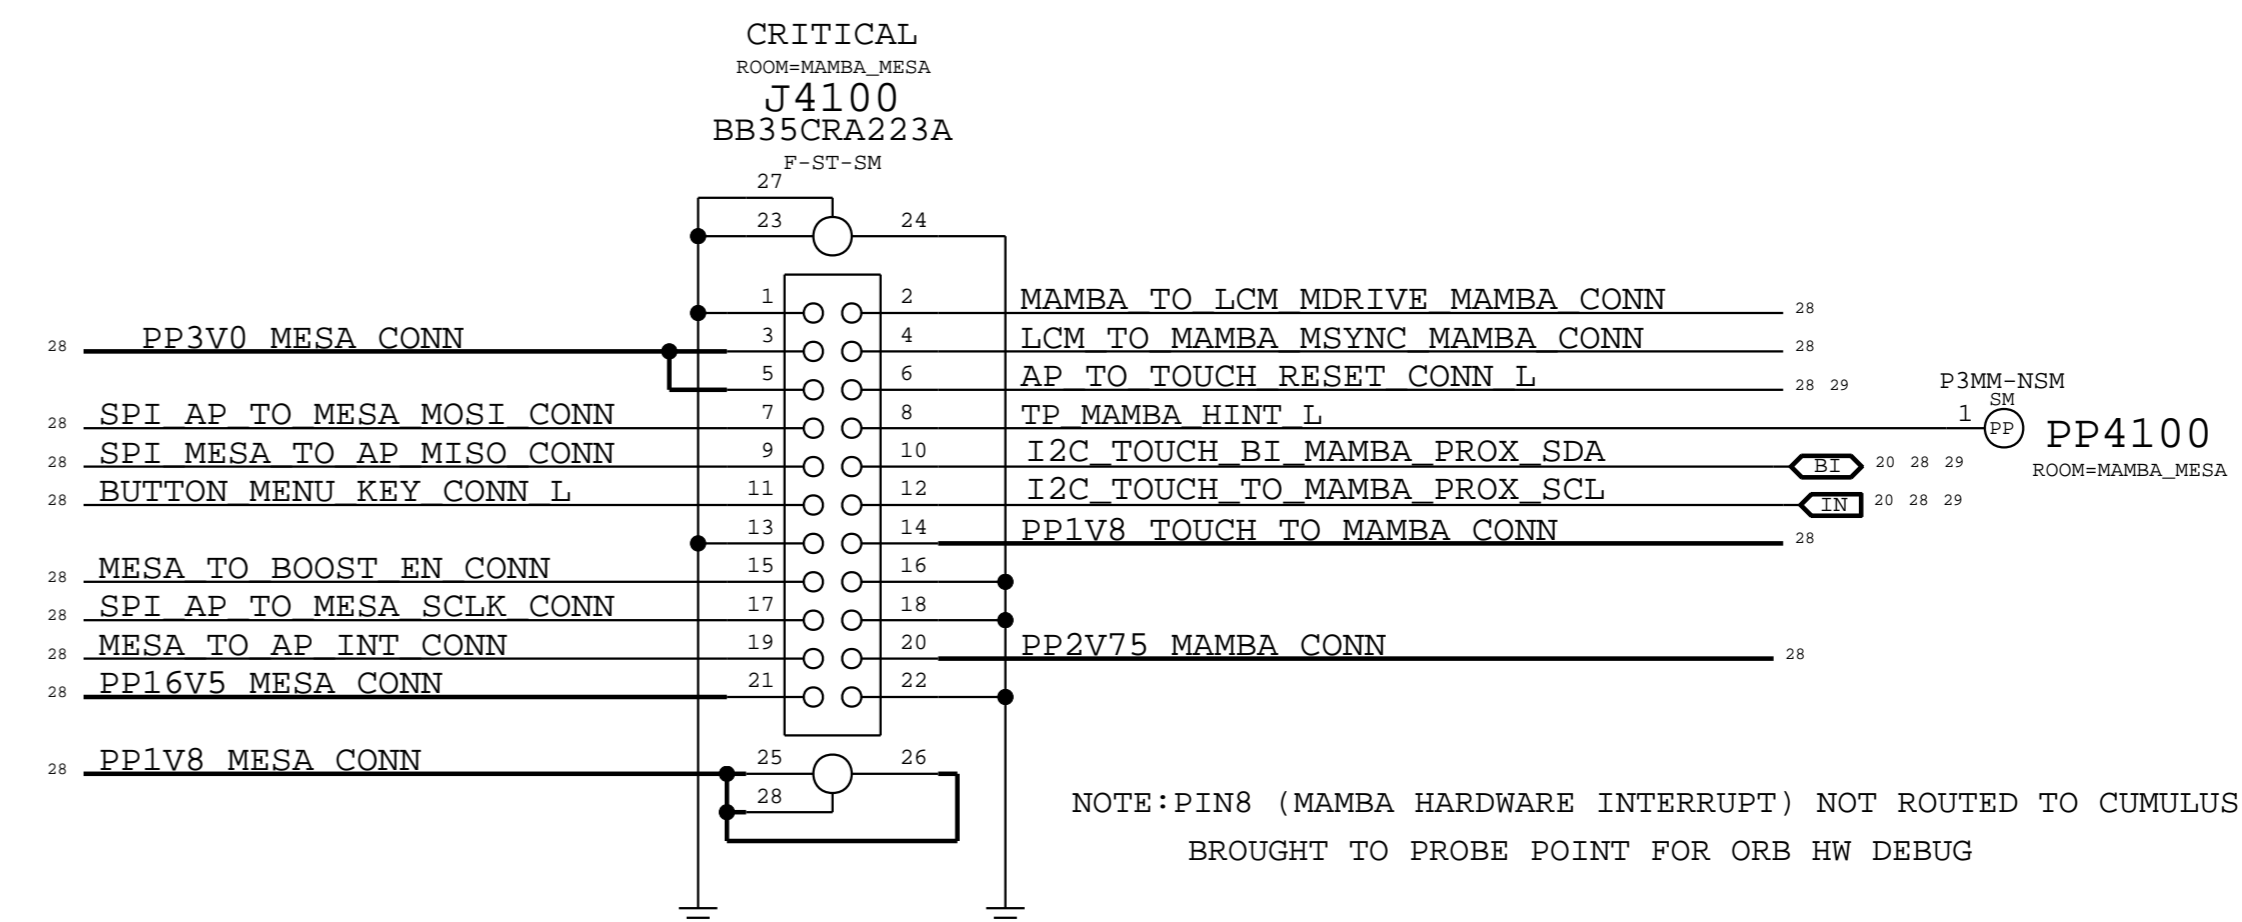 CRITICAL
ROOM=MAMBA_MESA
J4100
BB35CRA223A
F-ST-SM
27
23 24
1 2 MAMBA_TO_LCM_MDRIVE_MAMBA_CONN 28
28 PP3V0_MESA_CONN 3 4 LCM_TO_MAMBA_MSYNC_MAMBA_CONN 28
5 6 AP_TO_TOUCH_RESET_CONN_L 28 29
P3MM-NSM
SM
28 SPI_AP_TO_MESA_MOSI_CONN 7 8 TP_MAMBA_HINT_L 1 PP PP4100
ROOM=MAMBA_MESA
28 SPI_MESA_TO_AP_MISO_CONN 9 10 I2C_TOUCH_BI_MAMBA_PROX_SDA BI 20 28 29
28 BUTTON_MENU_KEY_CONN_L 11 12 I2C_TOUCH_TO_MAMBA_PROX_SCL IN 20 28 29
13 14 PP1V8_TOUCH_TO_MAMBA_CONN 28
28 MESA_TO_BOOST_EN_CONN 15 16
28 SPI_AP_TO_MESA_SCLK_CONN 17 18
28 MESA_TO_AP_INT_CONN 19 20 PP2V75_MAMBA_CONN 28
28 PP16V5_MESA_CONN 21 22
28 PP1V8_MESA_CONN 25 26
28
NOTE:PIN8 (MAMBA HARDWARE INTERRUPT) NOT ROUTED TO CUMULUS
BROUGHT TO PROBE POINT FOR ORB HW DEBUG